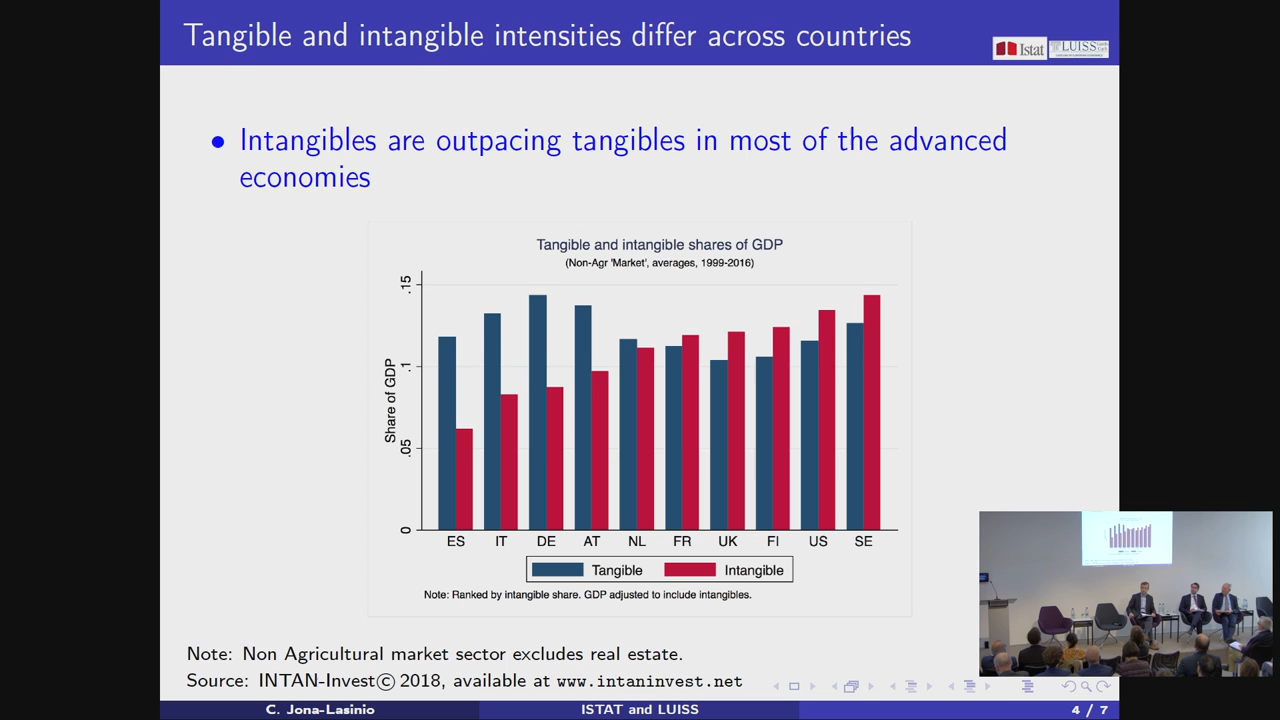 Tangible and intangible intensities differ across countries
Istat
LUISS
• Intangibles are outpacing tangibles in most of the advanced
economies
Tangible and intangible shares of GDP
(Non-Agr 'Market', averages, 1999-2016)
Share of GDP
.15
.1
.05
0
ES IT DE AT NL FR UK FI US SE
Tangible Intangible
Note: Ranked by intangible share. GDP adjusted to include intangibles.
Note: Non Agricultural market sector excludes real estate.
Source: INTAN-Invest© 2018, available at www.intaninvest.net
C. Jona-Lasinio ISTAT and LUISS 4 / 7